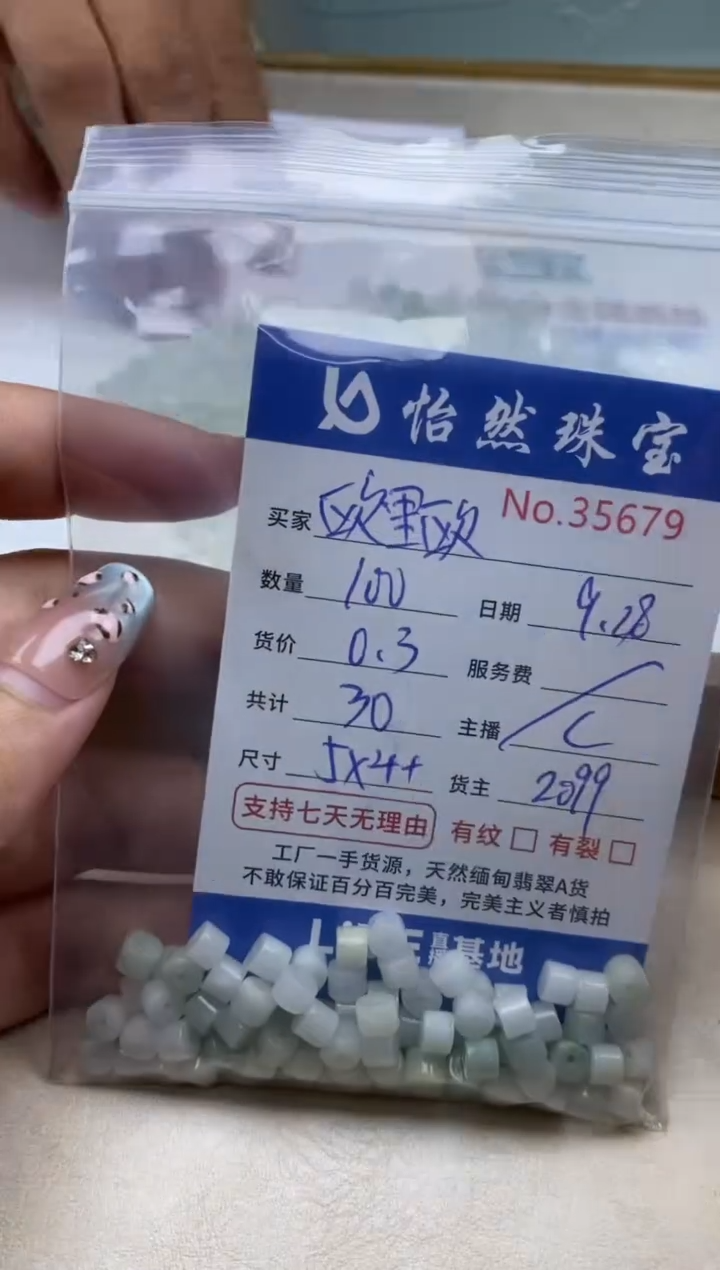 怡然珠宝
No.35679
买家 欧里欧
数量 100 日期 9.28
货价 0.3 服务费 /
共计 30 主播 C
尺寸 5x4+ 货主 2099
支持七天无理由 有纹 □ 有裂 □
工厂一手货源，天然缅甸翡翠A货
不敢保证百分百完美，完美主义者慎拍
直播基地